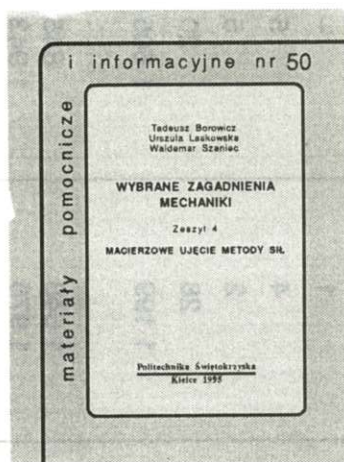 materiały pomocnicze
i informacyjne nr 50
Tadeusz Borowicz
Urszula Laskowska
Waldemar Szaniec
WYBRANE ZAGADNIENIA
MECHANIKI
Zeszyt 4
MACIERZOWE UJĘCIE METODY SIŁ
Politechnika Świętokrzyska
Kielce 1995